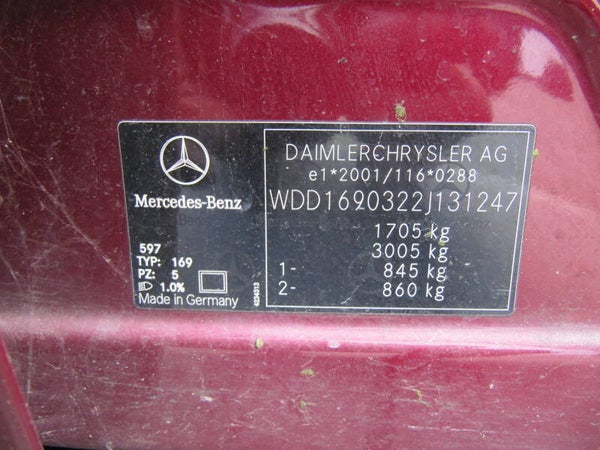 Mercedes-Benz
597
TYP: 169
PZ: 5
1.0%
Made in Germany
4234313
DAIMLERCHRYSLER AG
e1*2001/116*0288
WDD1690322J131247
1705 kg
3005 kg
1- 845 kg
2- 860 kg